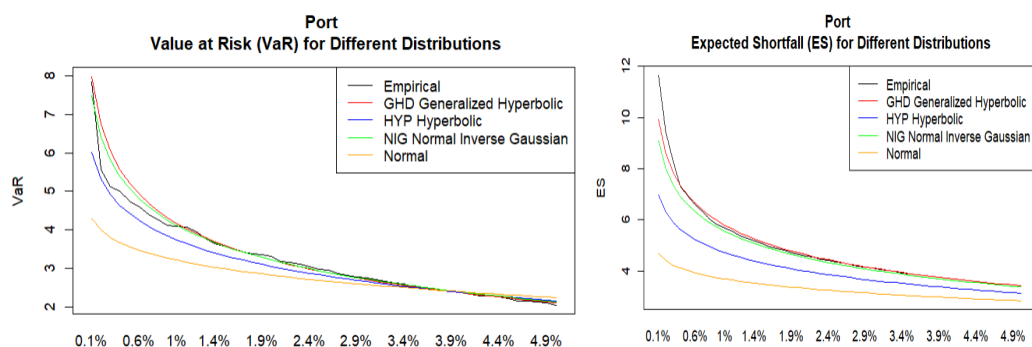 Port
Value at Risk (VaR) for Different Distributions
VaR
8
7
6
5
4
3
2
Empirical
GHD Generalized Hyperbolic
HYP Hyperbolic
NIG Normal Inverse Gaussian
Normal
0.1% 0.6% 1% 1.4% 1.9% 2.4% 2.9% 3.4% 3.9% 4.4% 4.9%
Port
Expected Shortfall (ES) for Different Distributions
ES
12
10
8
6
4
Empirical
GHD Generalized Hyperbolic
HYP Hyperbolic
NIG Normal Inverse Gaussian
Normal
0.1% 0.6% 1% 1.4% 1.9% 2.4% 2.9% 3.4% 3.9% 4.4% 4.9%